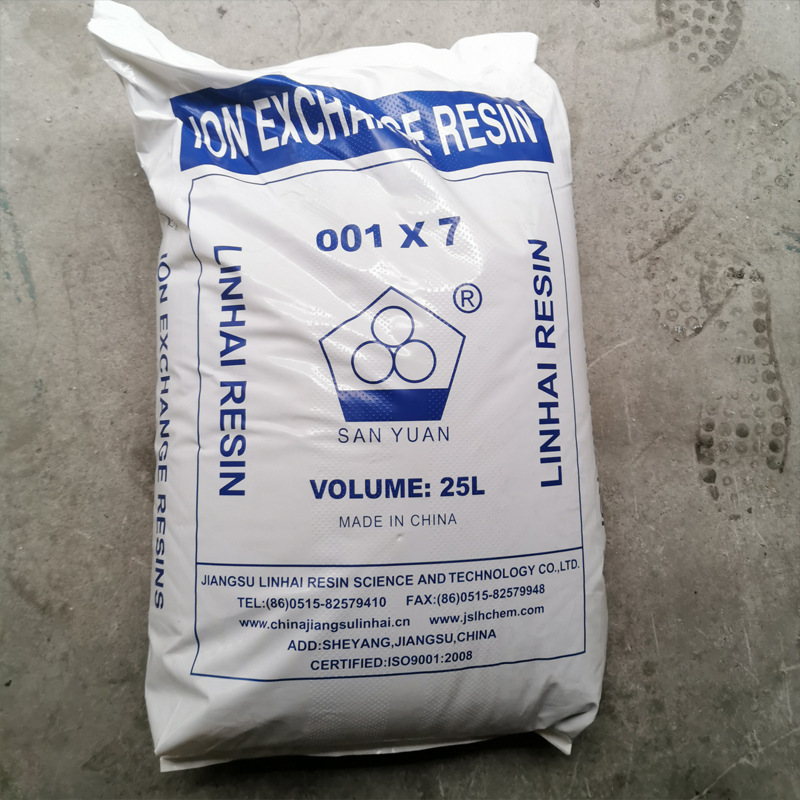 ION EXCHANGE RESIN
001 X 7
®
LINHAI RESIN
LINHAI RESIN
ION EXCHANGE RESINS
SAN YUAN
VOLUME: 25L
MADE IN CHINA
JIANGSU LINHAI RESIN SCIENCE AND TECHNOLOGY CO.,LTD.
TEL:(86)0515-82579410 FAX:(86)0515-82579948
www.chinajiangsulinhai.cn www.jslhchem.com
ADD:SHEYANG,JIANGSU,CHINA
CERTIFIED:ISO9001:2008